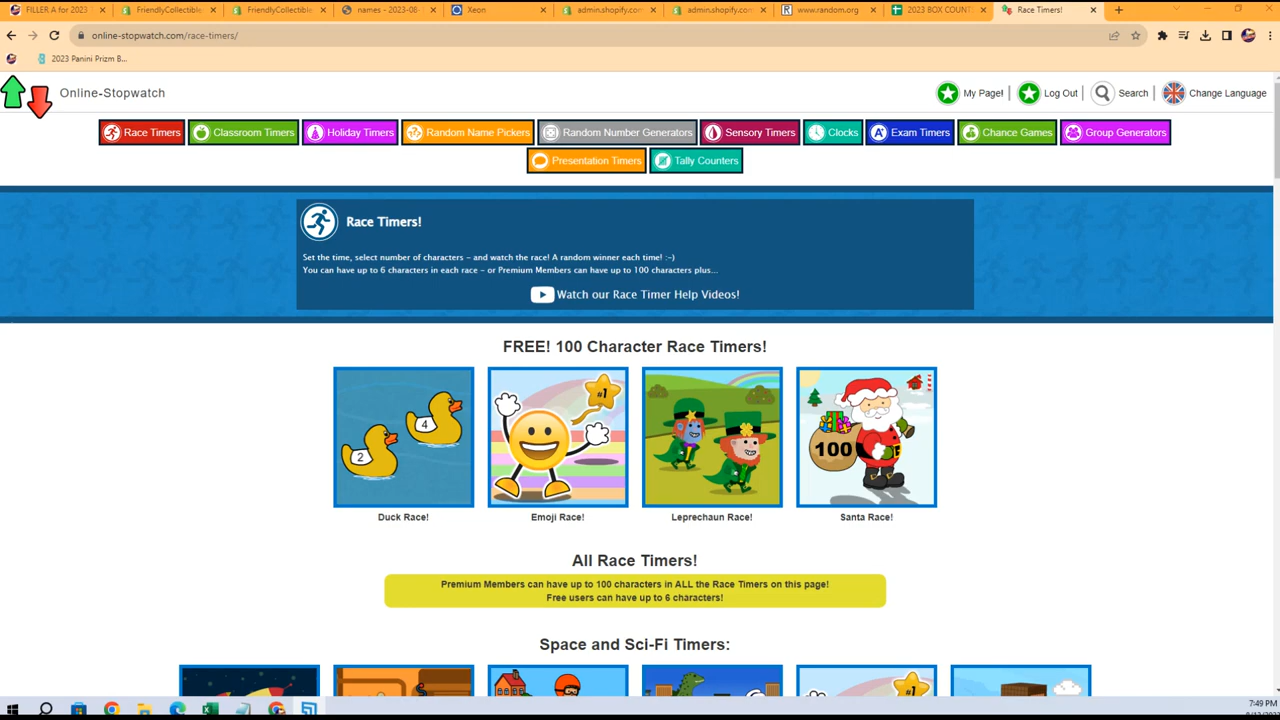 FILLER A for 2023
FriendlyCollectible
FriendlyCollectible
names - 2023-08-
Xeon
admin.shopify.com
admin.shopify.com
www.random.org
2023 BOX COUNT
Race Timers!
online-stopwatch.com/race-timers/
2023 Panini Prizm B...
Online-Stopwatch
My Page! |
Log Out |
Search |
Change Language
Race Timers
Classroom Timers
Holiday Timers
Random Name Pickers
Random Number Generators
Sensory Timers
Clocks
Exam Timers
Chance Games
Group Generators
Presentation Timers
Tally Counters
Race Timers!
Set the time, select number of characters - and watch the race! A random winner each time! :-)
You can have up to 6 characters in each race - or Premium Members can have up to 100 characters plus...
Watch our Race Timer Help Videos!
FREE! 100 Character Race Timers!
2
4
#1
100
Duck Race!
Emoji Race!
Leprechaun Race!
Santa Race!
All Race Timers!
Premium Members can have up to 100 characters in ALL the Race Timers on this page!
Free users can have up to 6 characters!
Space and Sci-Fi Timers:
#1
7:49 PM